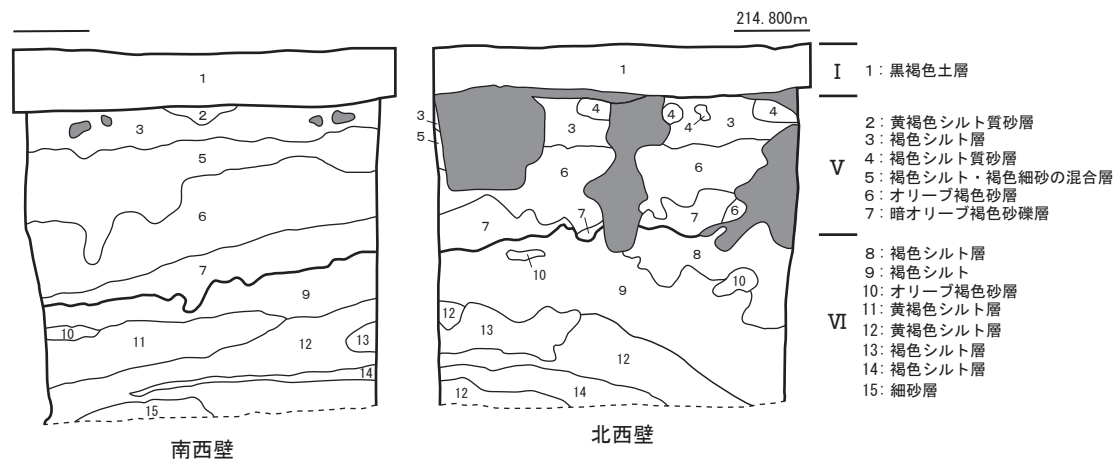 214.800m
1
2
3
5
6
7
9
10
11
12
13
14
15
南西壁
1
3
5
4
4
4
3
3
4
6
6
7
7
7
6
8
10
10
9
12
13
12
12
14
北西壁
I
1：黒褐色土層
V
2：黄褐色シルト質砂層
3：褐色シルト層
4：褐色シルト質砂層
5：褐色シルト・褐色細砂の混合層
6：オリーブ褐色砂層
7：暗オリーブ褐色砂礫層
VI
8：褐色シルト層
9：褐色シルト
10：オリーブ褐色砂層
11：黄褐色シルト層
12：黄褐色シルト層
13：褐色シルト層
14：褐色シルト層
15：細砂層